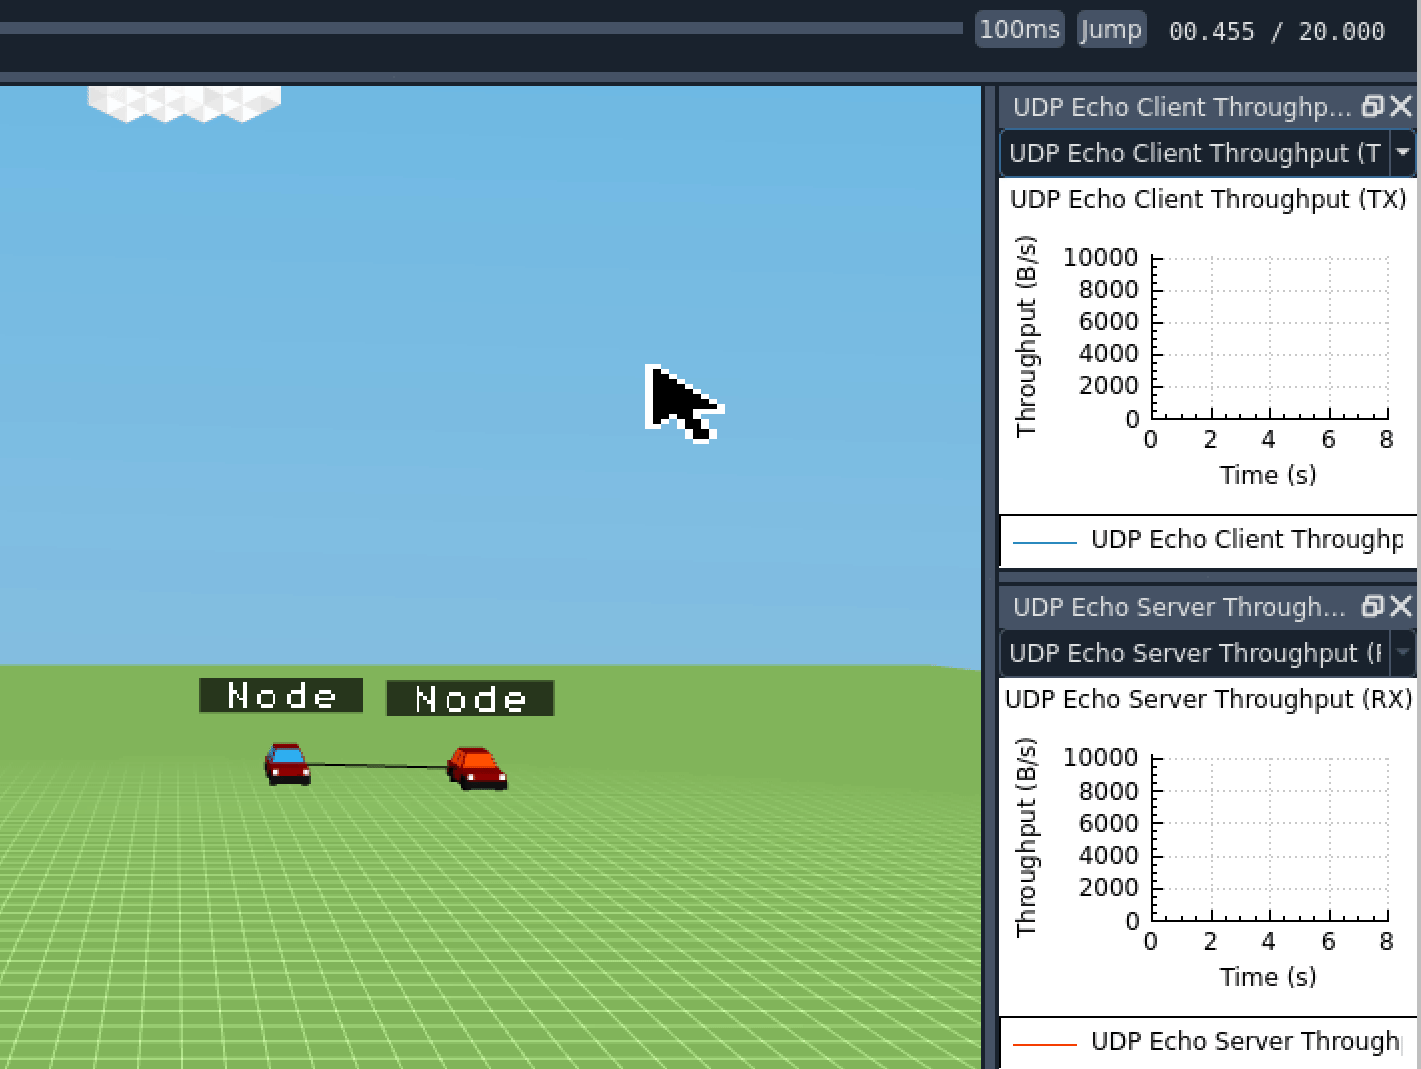 100ms Jump 00.455 / 20.000
UDP Echo Client Throughp...
UDP Echo Client Throughput (T
UDP Echo Client Throughput (TX)
Throughput (B/s)
10000
8000
6000
4000
2000
0
0 2 4 6 8
Time (s)
UDP Echo Client Throughp
UDP Echo Server Through...
UDP Echo Server Throughput (F
UDP Echo Server Throughput (RX)
Throughput (B/s)
10000
8000
6000
4000
2000
0
0 2 4 6 8
Time (s)
UDP Echo Server Through
Node Node